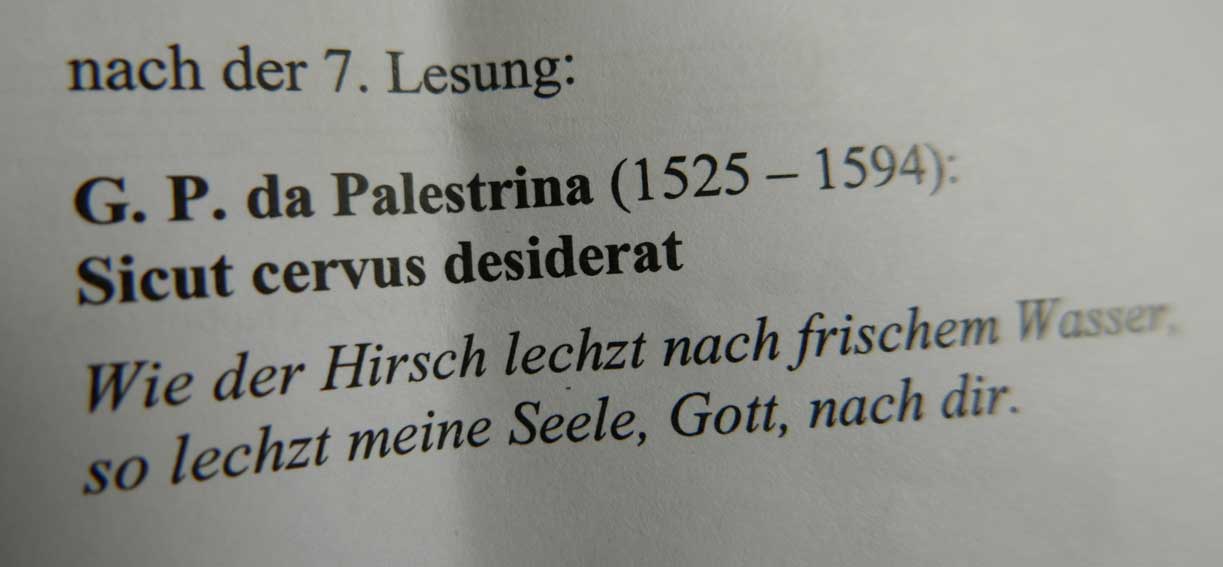 nach der 7. Lesung:
G. P. da Palestrina (1525 – 1594):
Sicut cervus desiderat
Wie der Hirsch lechzt nach frischem Wasser,
so lechzt meine Seele, Gott, nach dir.